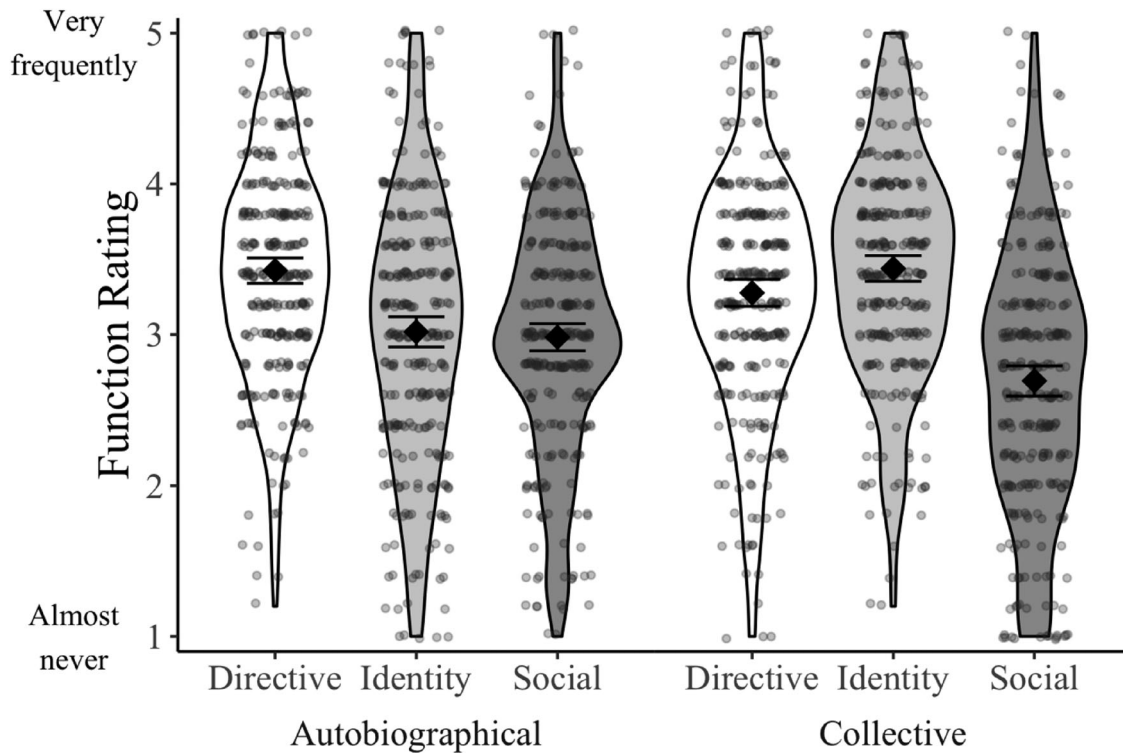 Very
frequently
Almost
never
Function Rating
5
4
3
2
1
Directive Identity Social Directive Identity Social
Autobiographical Collective